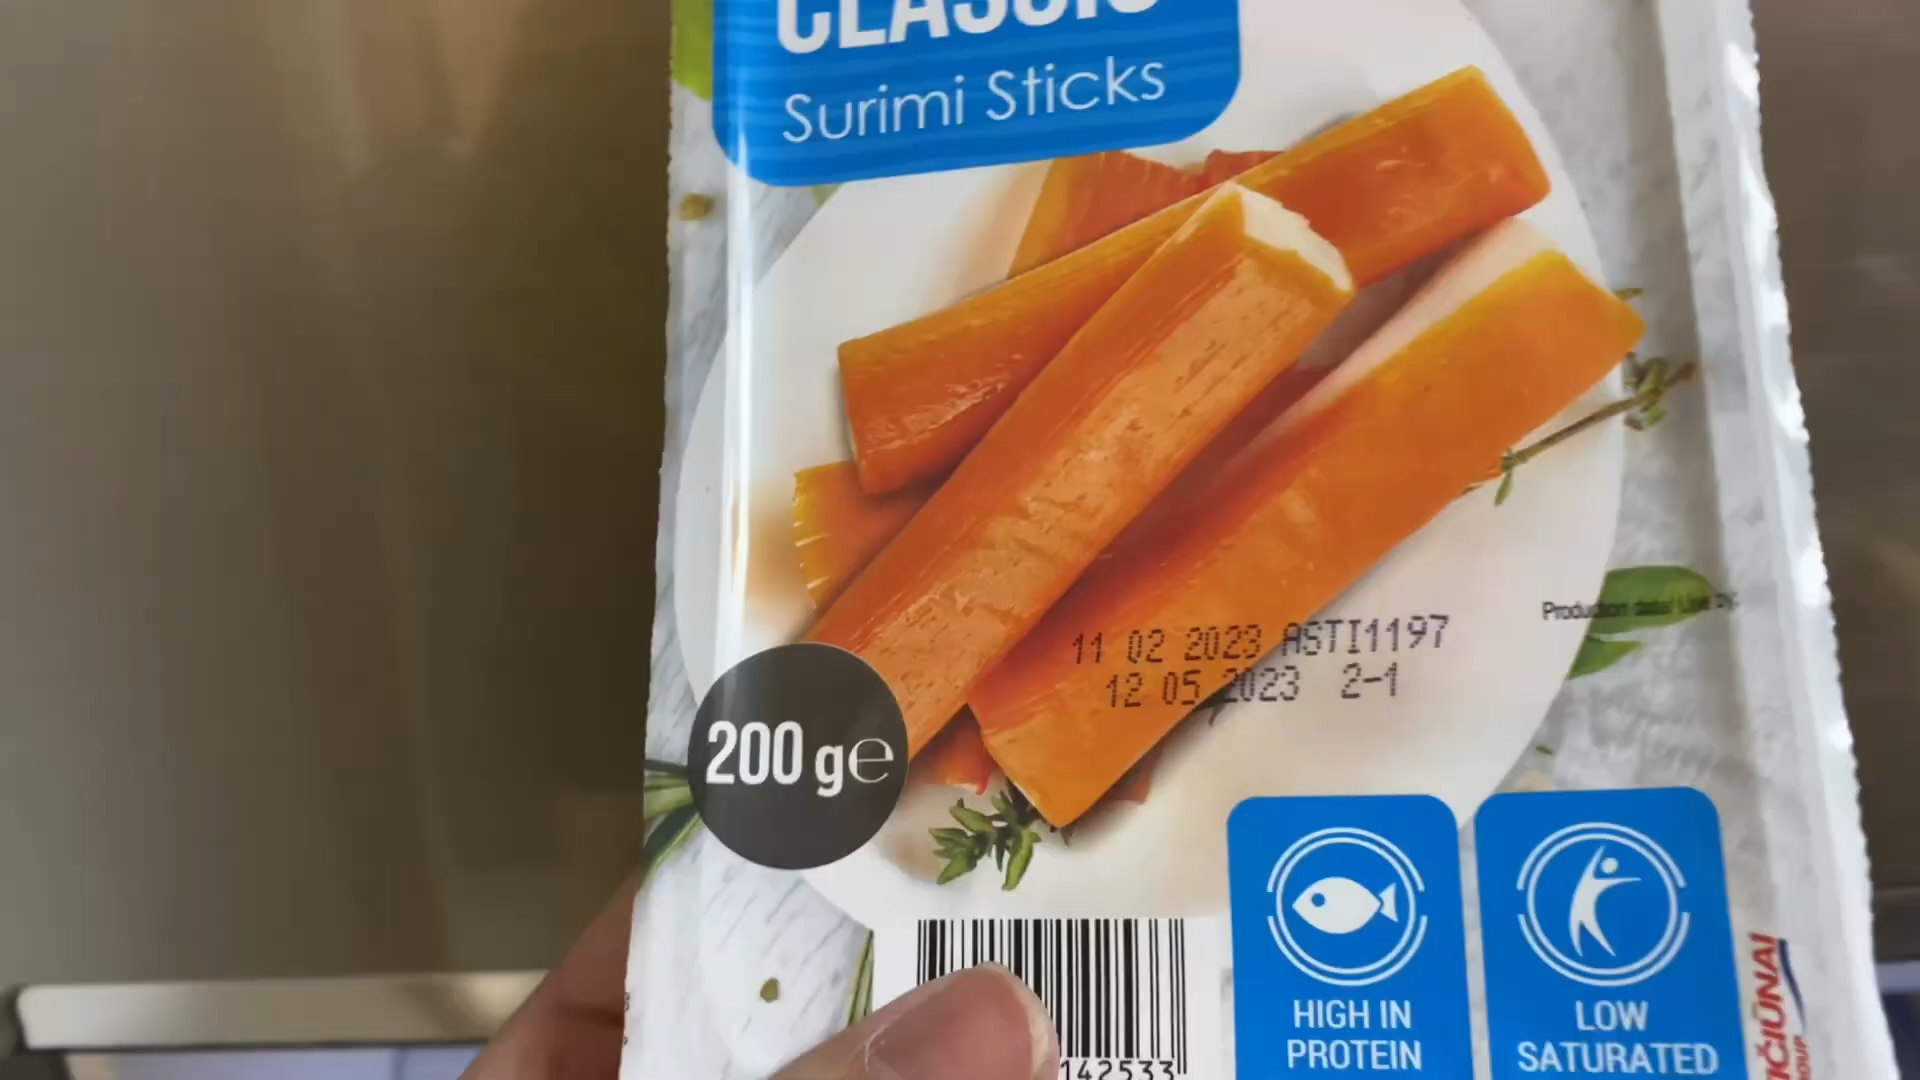 CLASSIC
Surimi Sticks
Production date/ Use by:
11 02 2023 ASTI1197
12 05 2023 2-1
200 g℮
HIGH IN
PROTEIN
LOW
SATURATED
142533